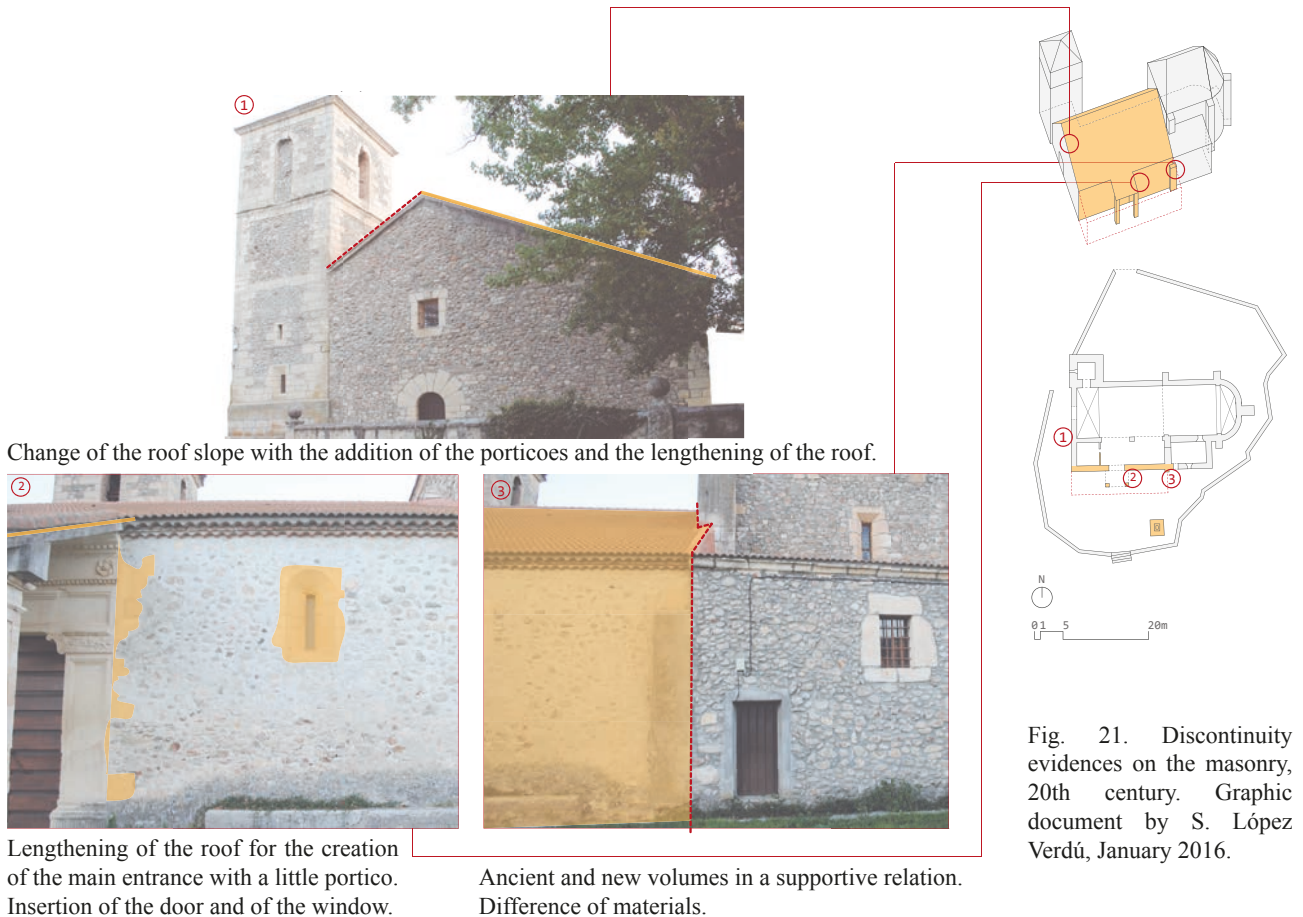 ①
Change of the roof slope with the addition of the porticoes and the lengthening of the roof.
②
③
Lengthening of the roof for the creation
of the main entrance with a little portico.
Insertion of the door and of the window.
Ancient and new volumes in a supportive relation.
Difference of materials.
①
②
③
N
0 1 5 20m
Fig. 21. Discontinuity
evidences on the masonry,
20th century. Graphic
document by S. López
Verdú, January 2016.